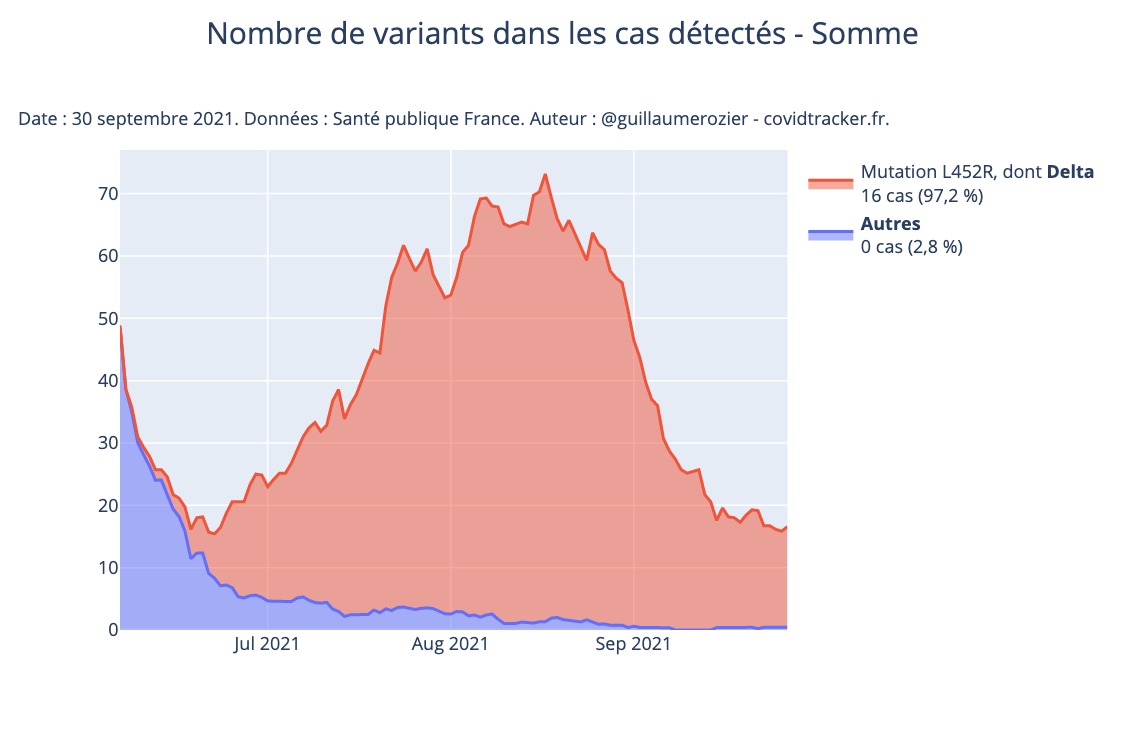 Nombre de variants dans les cas détectés - Somme
Date : 30 septembre 2021. Données : Santé publique France. Auteur : @guillaumerozier - covidtracker.fr.
Mutation L452R, dont Delta
16 cas (97,2 %)
Autres
0 cas (2,8 %)
70
60
50
40
30
20
10
0
Jul 2021
Aug 2021
Sep 2021